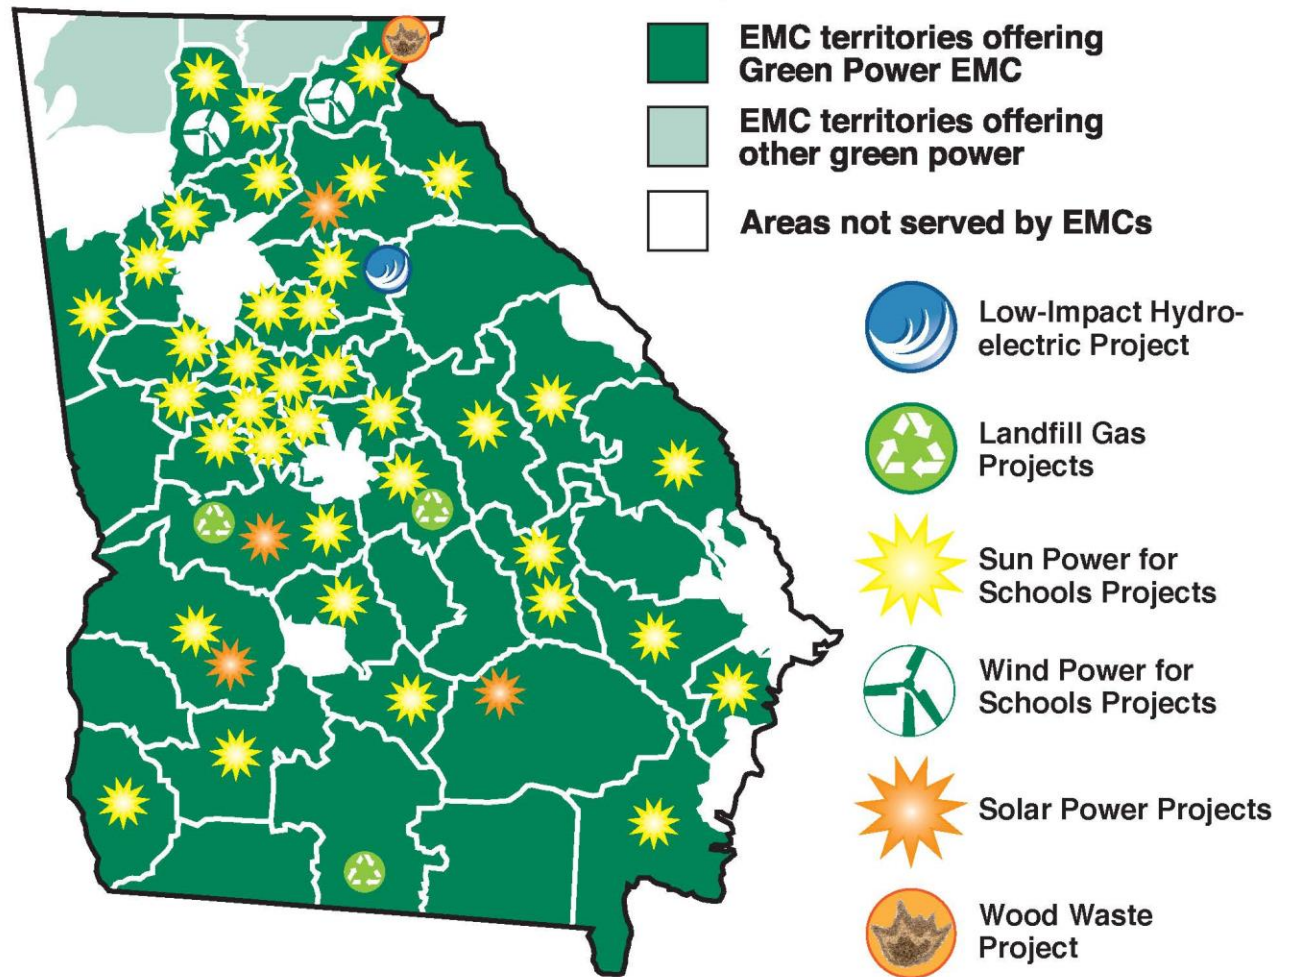 EMC territories offering
Green Power EMC
EMC territories offering
other green power
Areas not served by EMCs
Low-Impact Hydro-
electric Project
Landfill Gas
Projects
Sun Power for
Schools Projects
Wind Power for
Schools Projects
Solar Power Projects
Wood Waste
Project